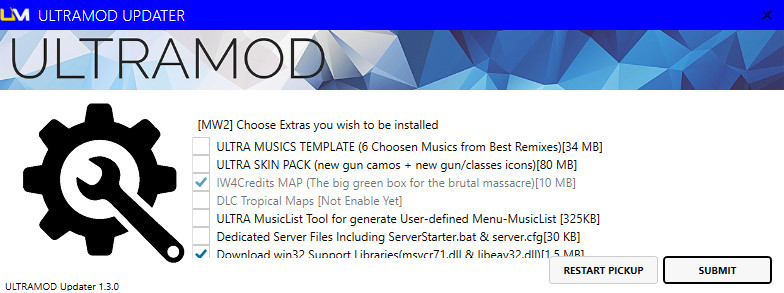 UM ULTRAMOD UPDATER
ULTRAMOD
[MW2] Choose Extras you wish to be installed
ULTRA MUSICS TEMPLATE (6 Choosen Musics from Best Remixes)[34 MB]
ULTRA SKIN PACK (new gun camos + new gun/classes icons)[80 MB]
IW4Credits MAP (The big green box for the brutal massacre)[10 MB]
DLC Tropical Maps [Not Enable Yet]
ULTRA MusicList Tool for generate User-defined Menu-MusicList [325KB]
Dedicated Server Files Including ServerStarter.bat & server.cfg[30 KB]
Download win32 Support Libraries(msvcr71.dll & libeay32.dll)[1.5 MB]
RESTART PICKUP
SUBMIT
ULTRAMOD Updater 1.3.0